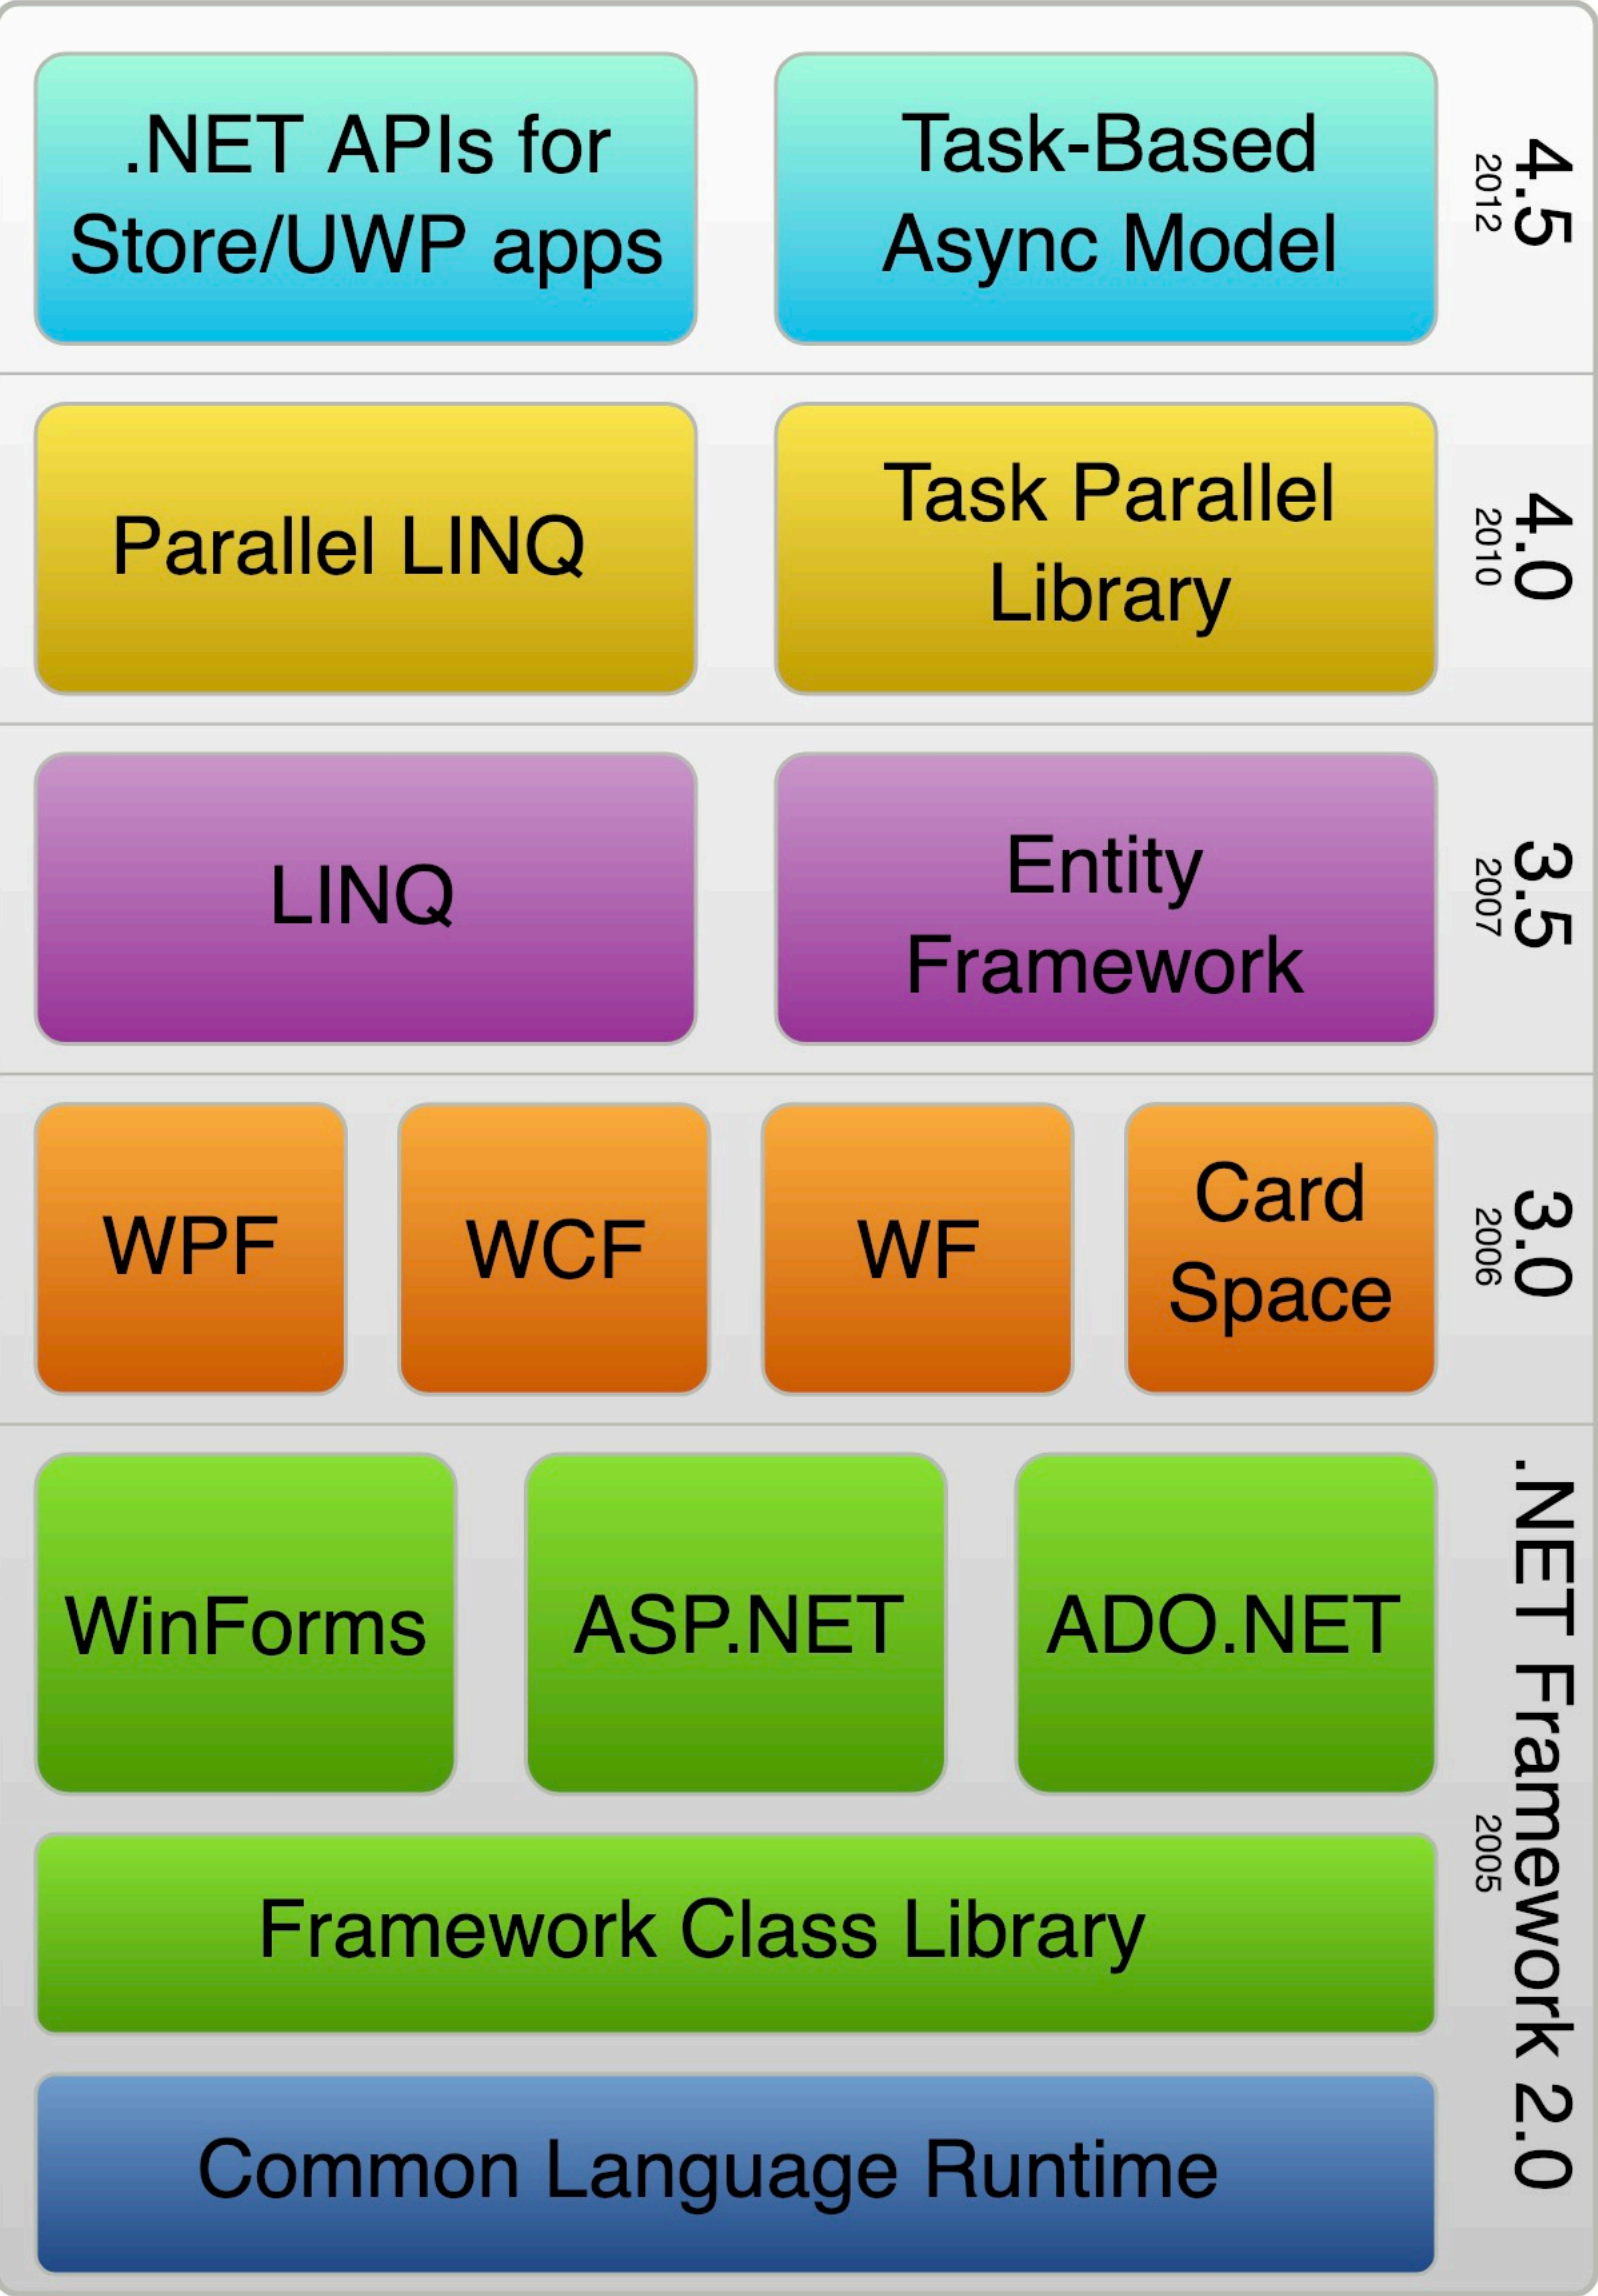 .NET APIs for
Store/UWP apps
Task-Based
Async Model
4.5
2012
Parallel LINQ
Task Parallel
Library
4.0
2010
LINQ
Entity
Framework
3.5
2007
WPF
WCF
WF
Card
Space
3.0
2006
WinForms
ASP.NET
ADO.NET
Framework Class Library
Common Language Runtime
.NET Framework 2.0
2005